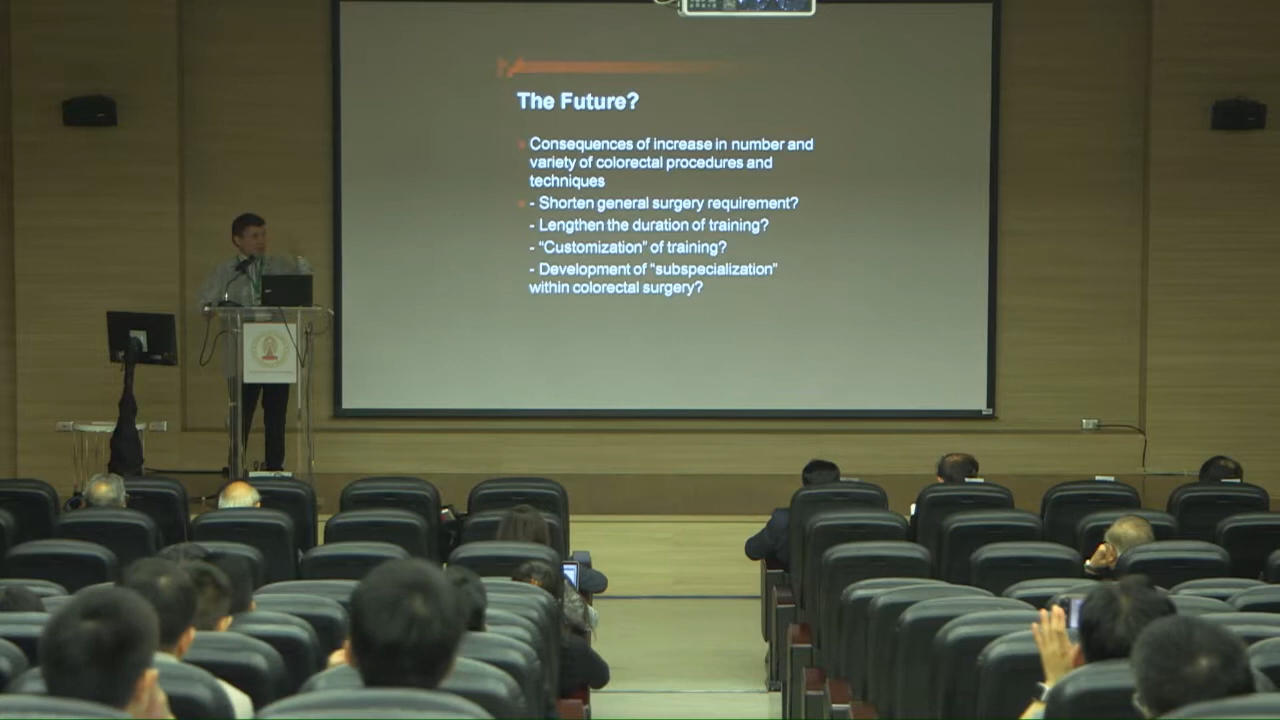 The Future?
Consequences of increase in number and
variety of colorectal procedures and
techniques
- Shorten general surgery requirement?
- Lengthen the duration of training?
- “Customization” of training?
- Development of “subspecialization”
within colorectal surgery?